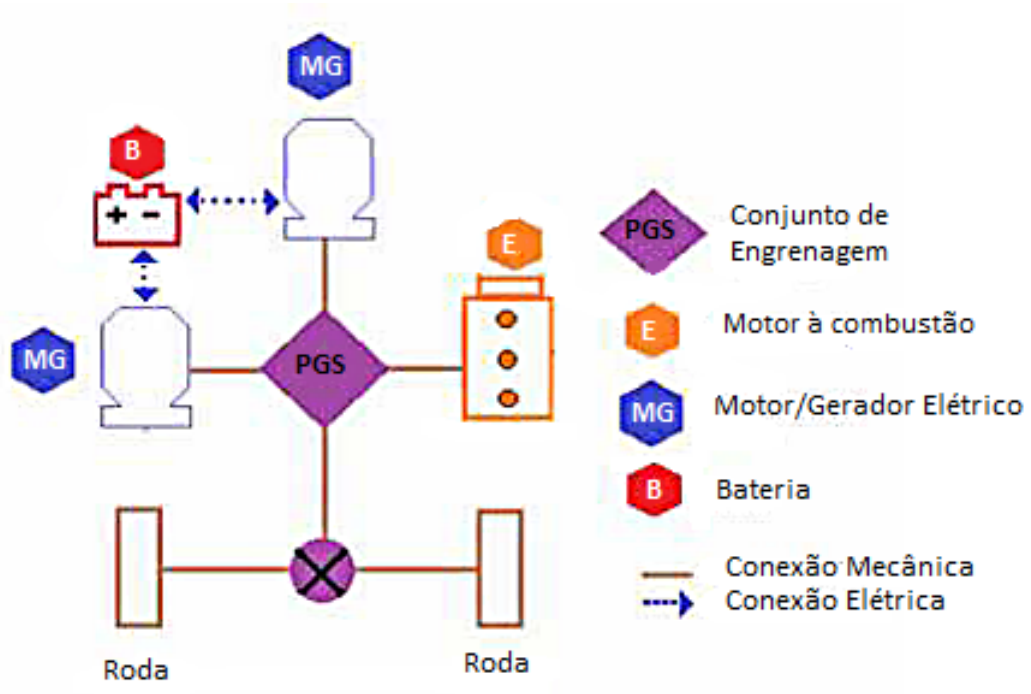 MG
B
+ -
PGS
Conjunto de
Engrenagem
E
E
Motor à combustão
MG
PGS
MG
Motor/Gerador Elétrico
B
Bateria
Conexão Mecânica
Conexão Elétrica
Roda
Roda